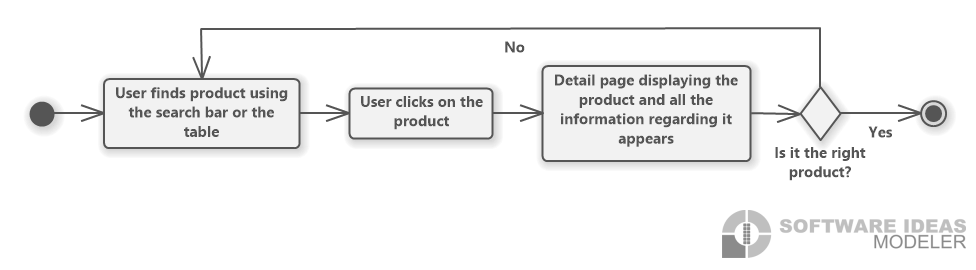 No
User finds product using
the search bar or the
table
User clicks on the
product
Detail page displaying the
product and all the
information regarding it
appears
Yes
Is it the right
product?
SOFTWARE IDEAS
MODELER